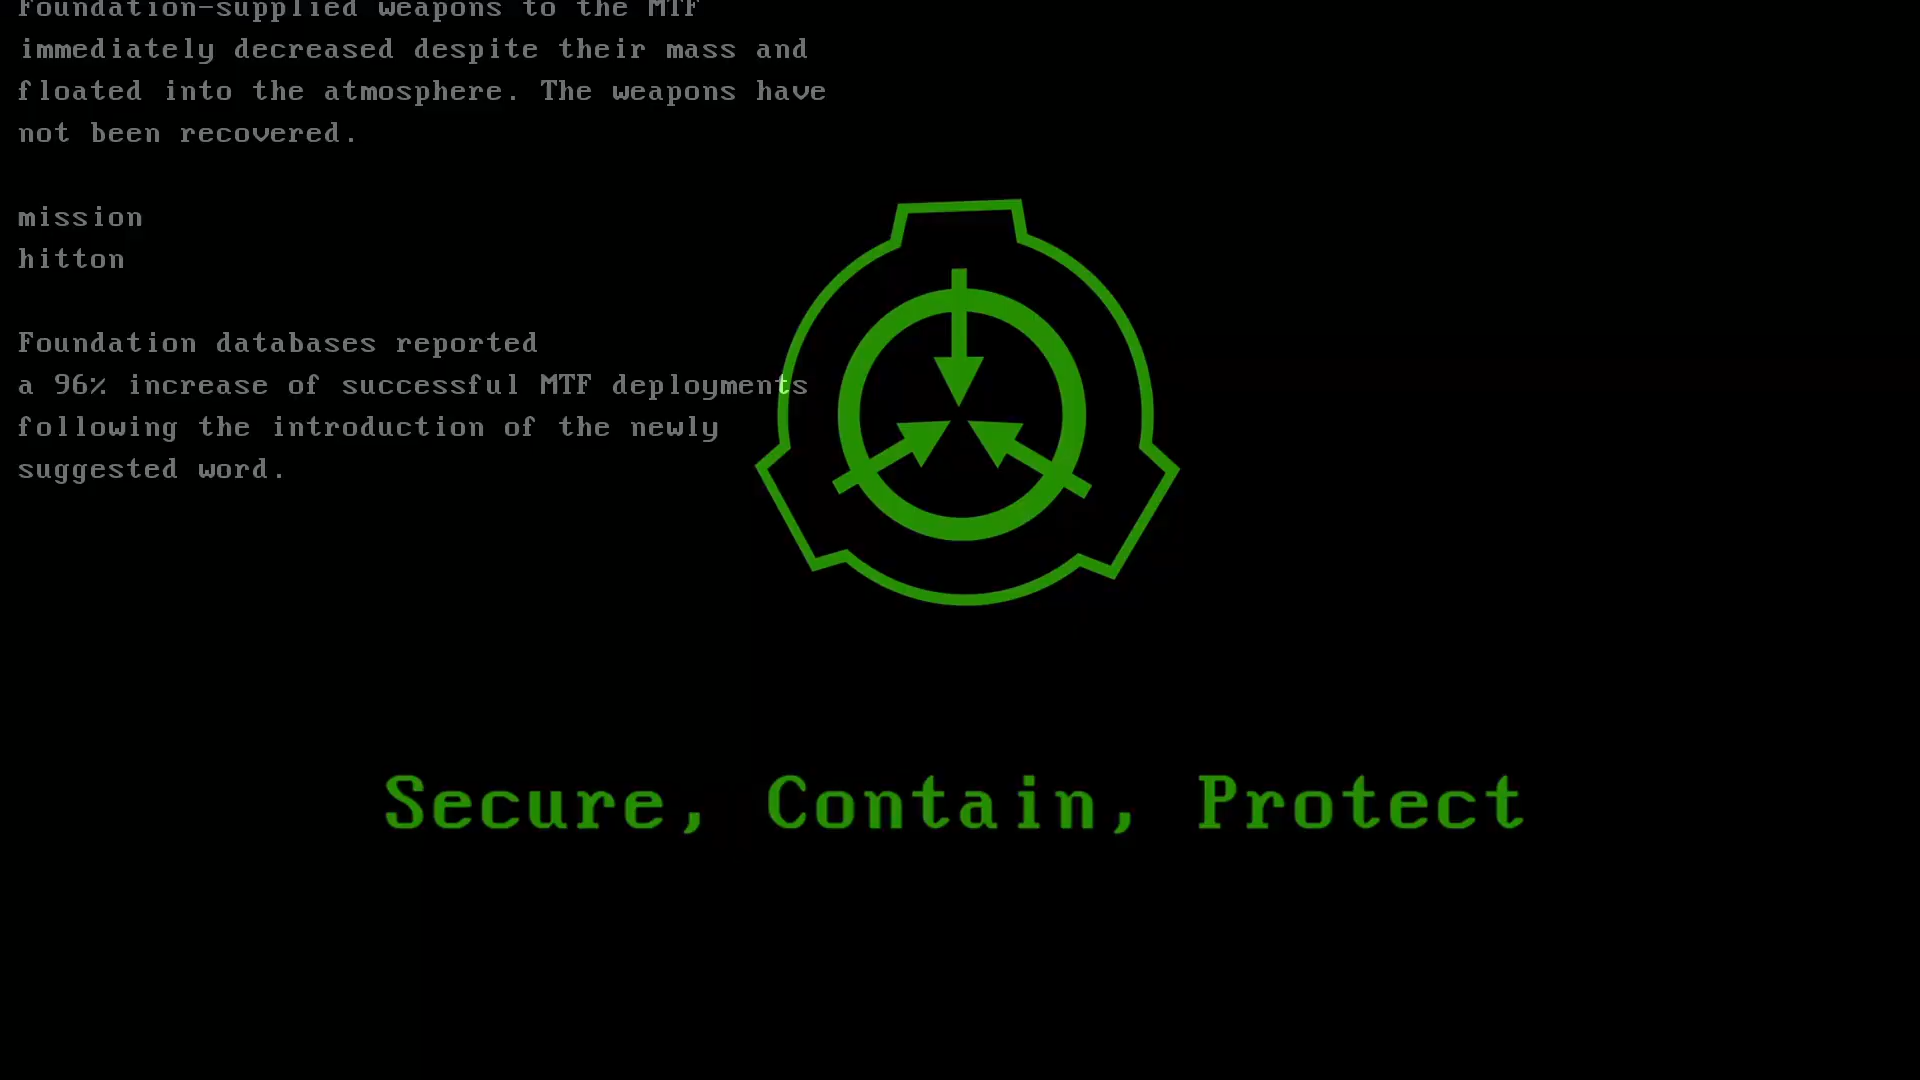 Foundation-supplied weapons to the MTF
immediately decreased despite their mass and
floated into the atmosphere. The weapons have
not been recovered.
mission
hitton
Foundation databases reported
a 96% increase of successful MTF deployments
following the introduction of the newly
suggested word.
Secure, Contain, Protect